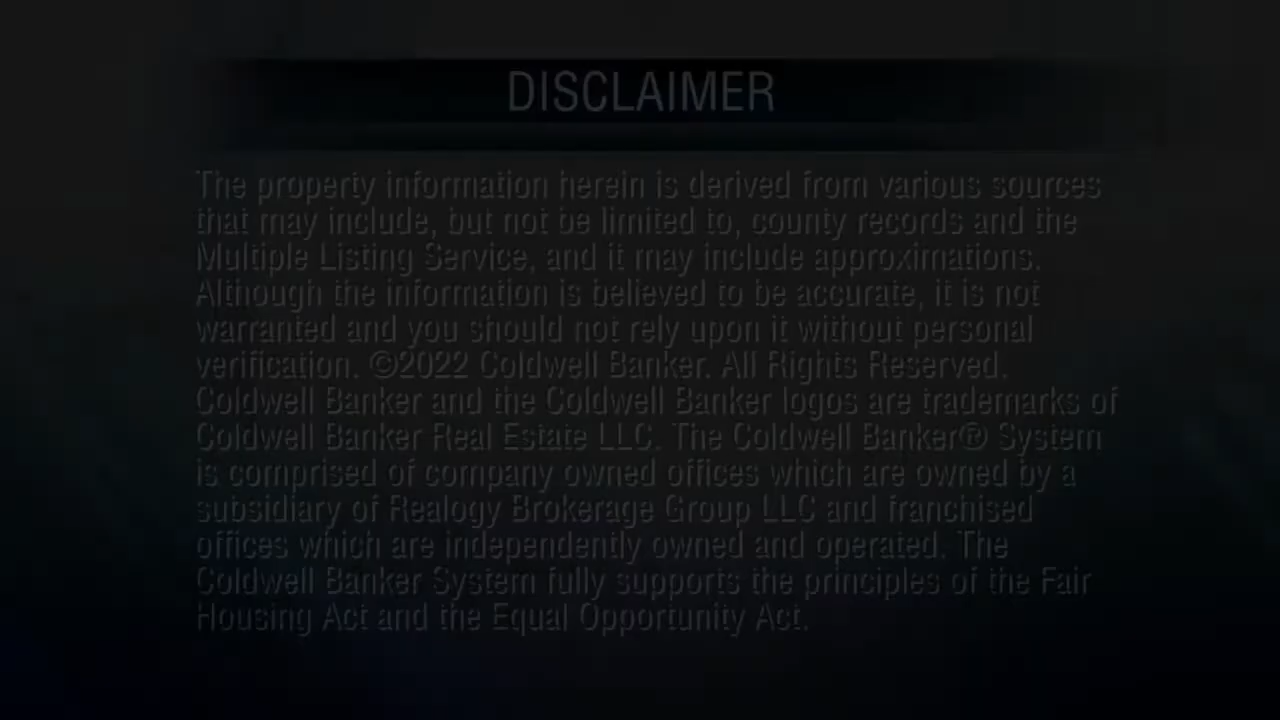 DISCLAIMER
The property information herein is derived from various sources
that may include, but not be limited to, county records and the
Multiple Listing Service, and it may include approximations.
Although the information is believed to be accurate, it is not
warranted and you should not rely upon it without personal
verification. ©2022 Coldwell Banker. All Rights Reserved.
Coldwell Banker and the Coldwell Banker logos are trademarks of
Coldwell Banker Real Estate LLC. The Coldwell Banker® System
is comprised of company owned offices which are owned by a
subsidiary of Realogy Brokerage Group LLC and franchised
offices which are independently owned and operated. The
Coldwell Banker System fully supports the principles of the Fair
Housing Act and the Equal Opportunity Act.